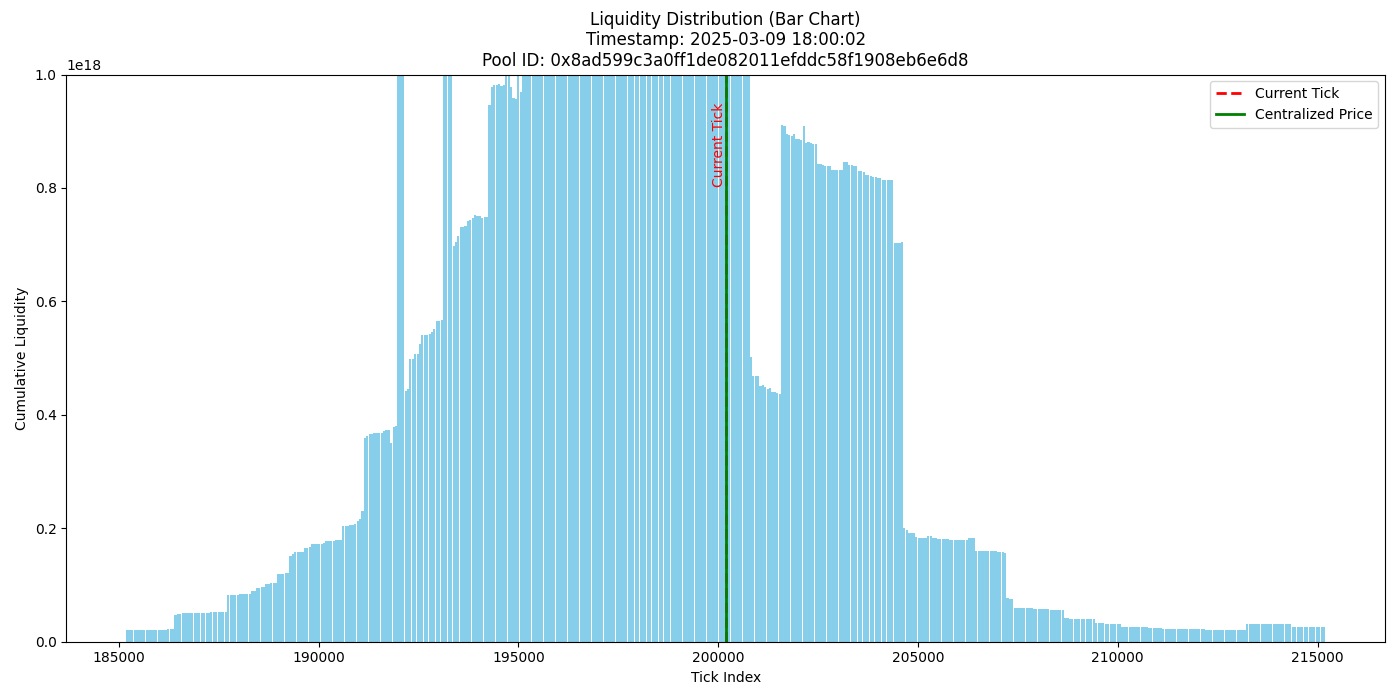 Liquidity Distribution (Bar Chart)
Timestamp: 2025-03-09 18:00:02
Pool ID: 0x8ad599c3a0ff1de082011efddc58f1908eb6e6d8
1e18
1.0
0.8
0.6
0.4
0.2
0.0
Cumulative Liquidity
Current Tick
Current Tick
Centralized Price
185000 190000 195000 200000 205000 210000 215000
Tick Index